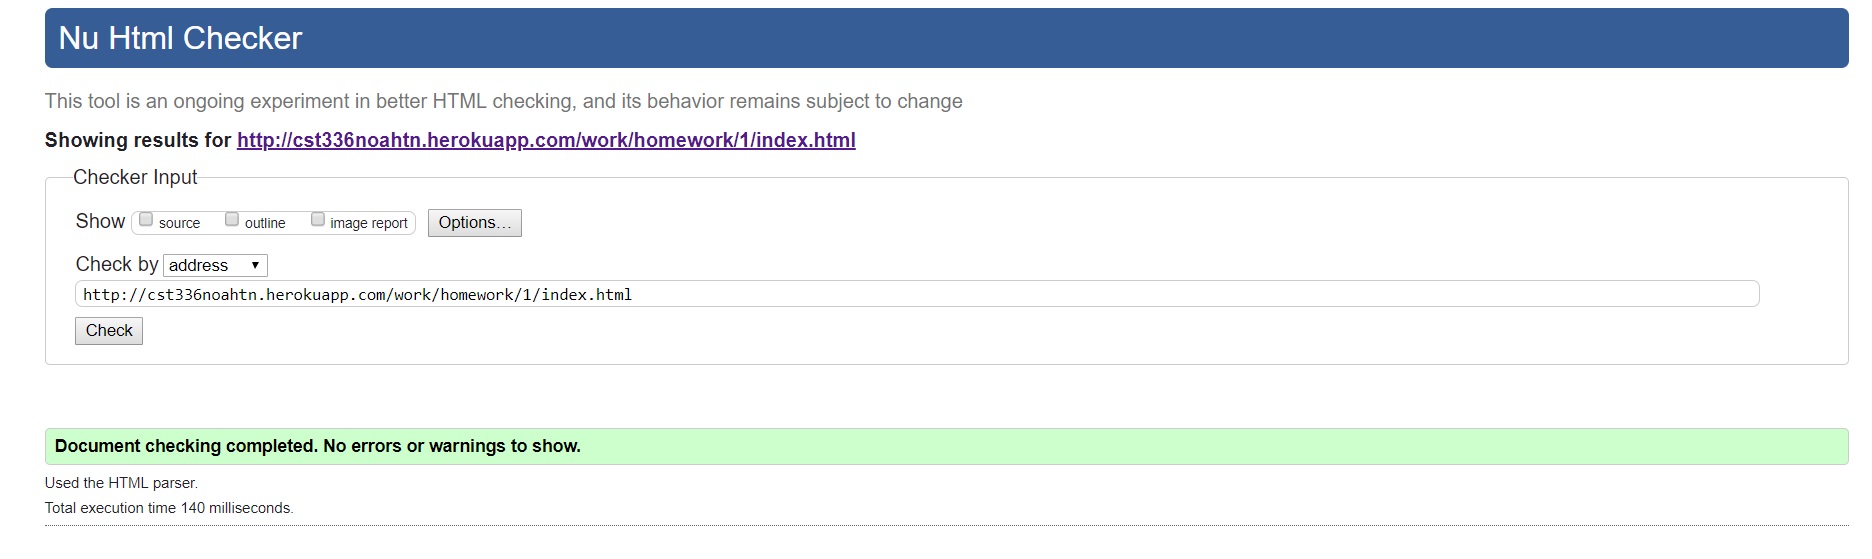 Nu Html Checker
This tool is an ongoing experiment in better HTML checking, and its behavior remains subject to change
Showing results for http://cst336noahtn.herokuapp.com/work/homework/1/index.html
Checker Input
Show source outline image report Options...
Check by address
http://cst336noahtn.herokuapp.com/work/homework/1/index.html
Check
Document checking completed. No errors or warnings to show.
Used the HTML parser.
Total execution time 140 milliseconds.